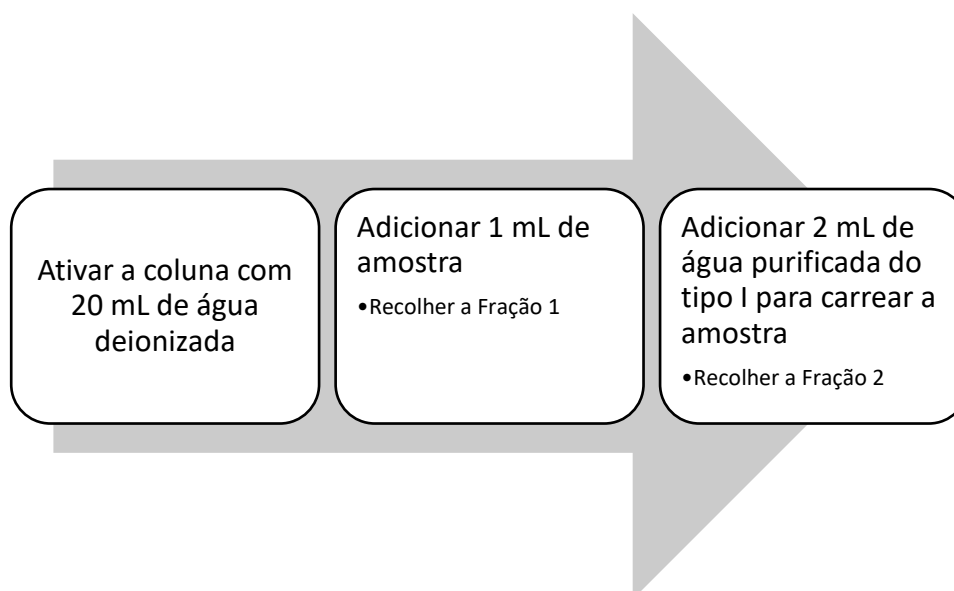 Ativar a coluna com
20 mL de água
deionizada
Adicionar 1 mL de
amostra
•Recolher a Fração 1
Adicionar 2 mL de
água purificada do
tipo I para carrear a
amostra
•Recolher a Fração 2